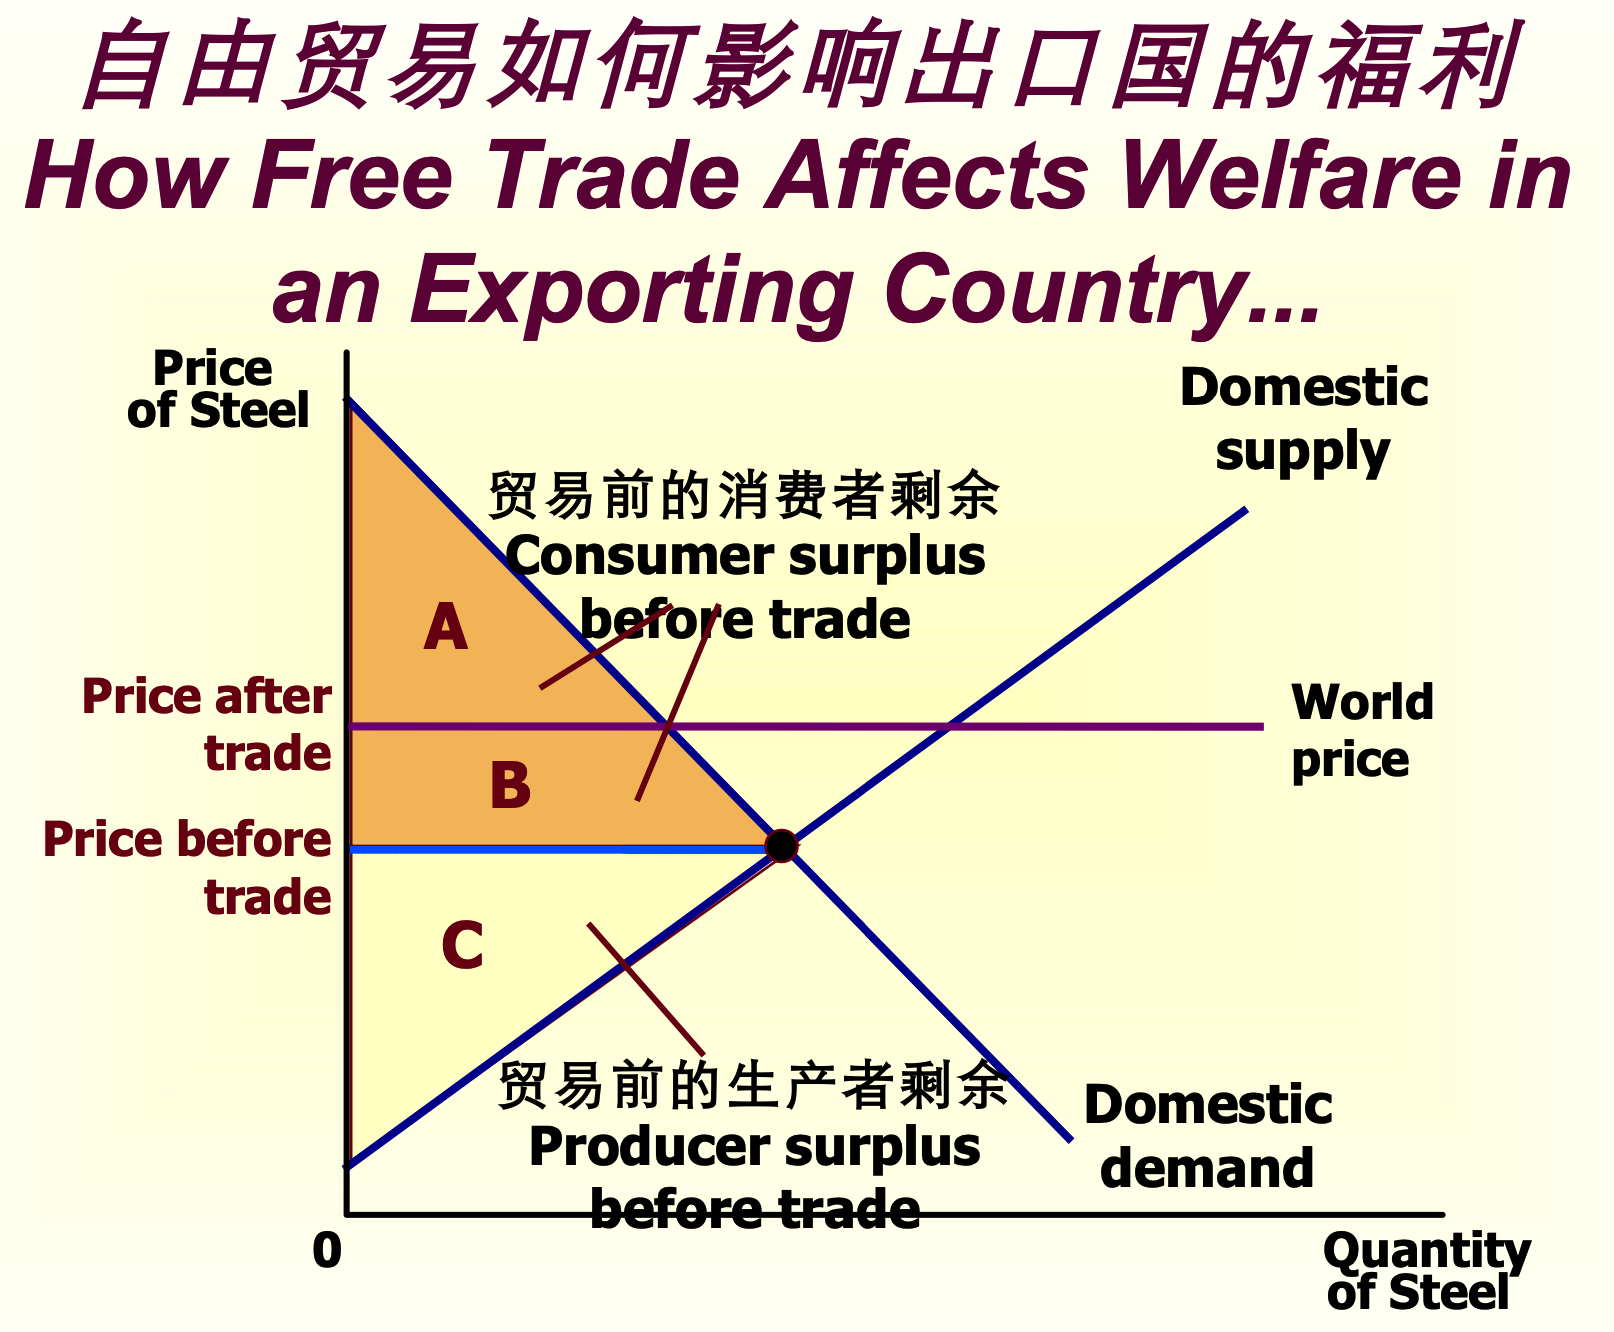 自由贸易如何影响出口国的福利
How Free Trade Affects Welfare in
an Exporting Country...
Price
of Steel
Domestic
supply
贸易前的消费者剩余
Consumer surplus
before trade
A
Price after
trade
World
price
B
Price before
trade
C
贸易前的生产者剩余
Producer surplus
before trade
Domestic
demand
0
Quantity
of Steel